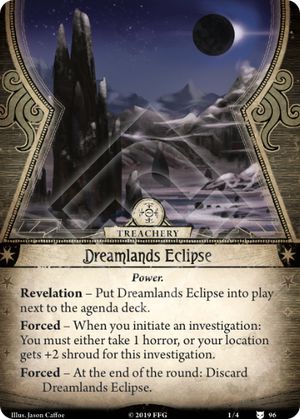 TREACHERY
Dreamlands Eclipse
Power.
Revelation – Put Dreamlands Eclipse into play
next to the agenda deck.
Forced – When you initiate an investigation:
You must either take 1 horror, or your location
gets +2 shroud for this investigation.
Forced – At the end of the round: Discard
Dreamlands Eclipse.
Illus. Jason Caffoe © 2019 FFG 1/4 96